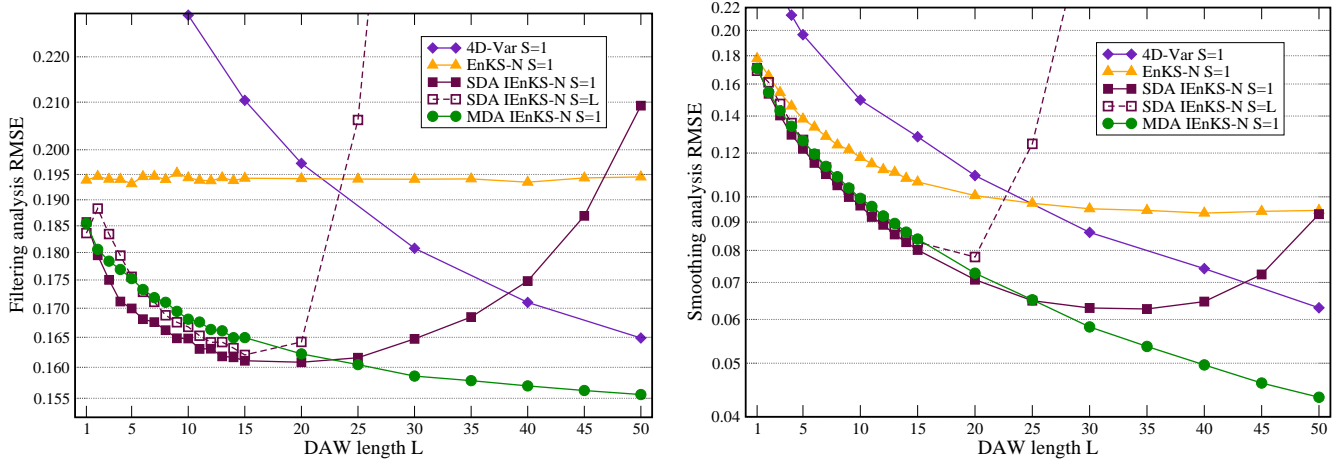 0.220
0.210
0.200
0.195
0.190
0.185
0.180
0.175
0.170
0.165
0.160
0.155
Filtering analysis RMSE
4D-Var S=1
EnKS-N S=1
SDA IEnKS-N S=1
SDA IEnKS-N S=L
MDA IEnKS-N S=1
1 5 10 15 20 25 30 35 40 45 50
DAW length L
0.22
0.20
0.18
0.16
0.14
0.12
0.10
0.09
0.08
0.07
0.06
0.05
0.04
Smoothing analysis RMSE
4D-Var S=1
EnKS-N S=1
SDA IEnKS-N S=1
SDA IEnKS-N S=L
MDA IEnKS-N S=1
1 5 10 15 20 25 30 35 40 45 50
DAW length L